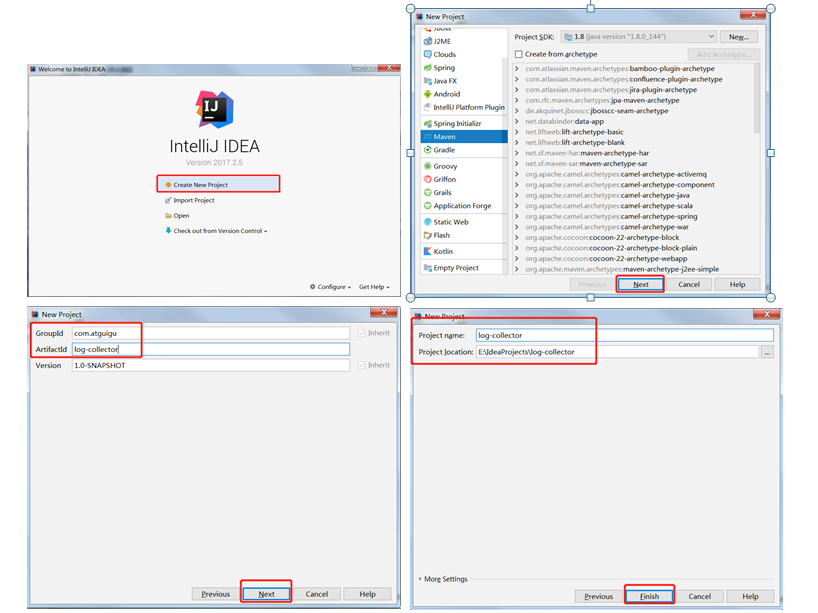 Welcome to IntelliJ IDEA
IntelliJ IDEA
Version 2017.2.5
Create New Project
Import Project
Open
Check out from Version Control
Configure
Get Help
New Project
JBoss
J2ME
Clouds
Spring
Java FX
Android
IntelliJ Platform Plugin
Spring Initializr
Maven
Gradle
Groovy
Griffon
Grails
Application Forge
Static Web
Flash
Kotlin
Empty Project
Project SDK: 1.8 (java version "1.8.0_144") New...
Create from archetype Add Archetype...
com.atlassian.maven.archetypes:bamboo-plugin-archetype
com.atlassian.maven.archetypes:confluence-plugin-archetype
com.atlassian.maven.archetypes:jira-plugin-archetype
com.rfc.maven.archetypes:jpa-maven-archetype
de.akquinet.jbosscc:jbosscc-seam-archetype
net.databinder:data-app
net.liftweb:lift-archetype-basic
net.liftweb:lift-archetype-blank
net.sf.maven-har:maven-archetype-har
net.sf.maven-sar:maven-archetype-sar
org.apache.camel.archetypes:camel-archetype-activemq
org.apache.camel.archetypes:camel-archetype-component
org.apache.camel.archetypes:camel-archetype-java
org.apache.camel.archetypes:camel-archetype-scala
org.apache.camel.archetypes:camel-archetype-spring
org.apache.camel.archetypes:camel-archetype-war
org.apache.cocoon:cocoon-22-archetype-block
org.apache.cocoon:cocoon-22-archetype-block-plain
org.apache.cocoon:cocoon-22-archetype-webapp
org.apache.maven.archetypes:maven-archetype-j2ee-simple
Previous Next Cancel Help
New Project
GroupId com.atguigu Inherit
ArtifactId log-collector
Version 1.0-SNAPSHOT Inherit
Previous Next Cancel Help
New Project
Project name: log-collector
Project location: E:\IdeaProjects\log-collector ...
More Settings
Previous Finish Cancel Help